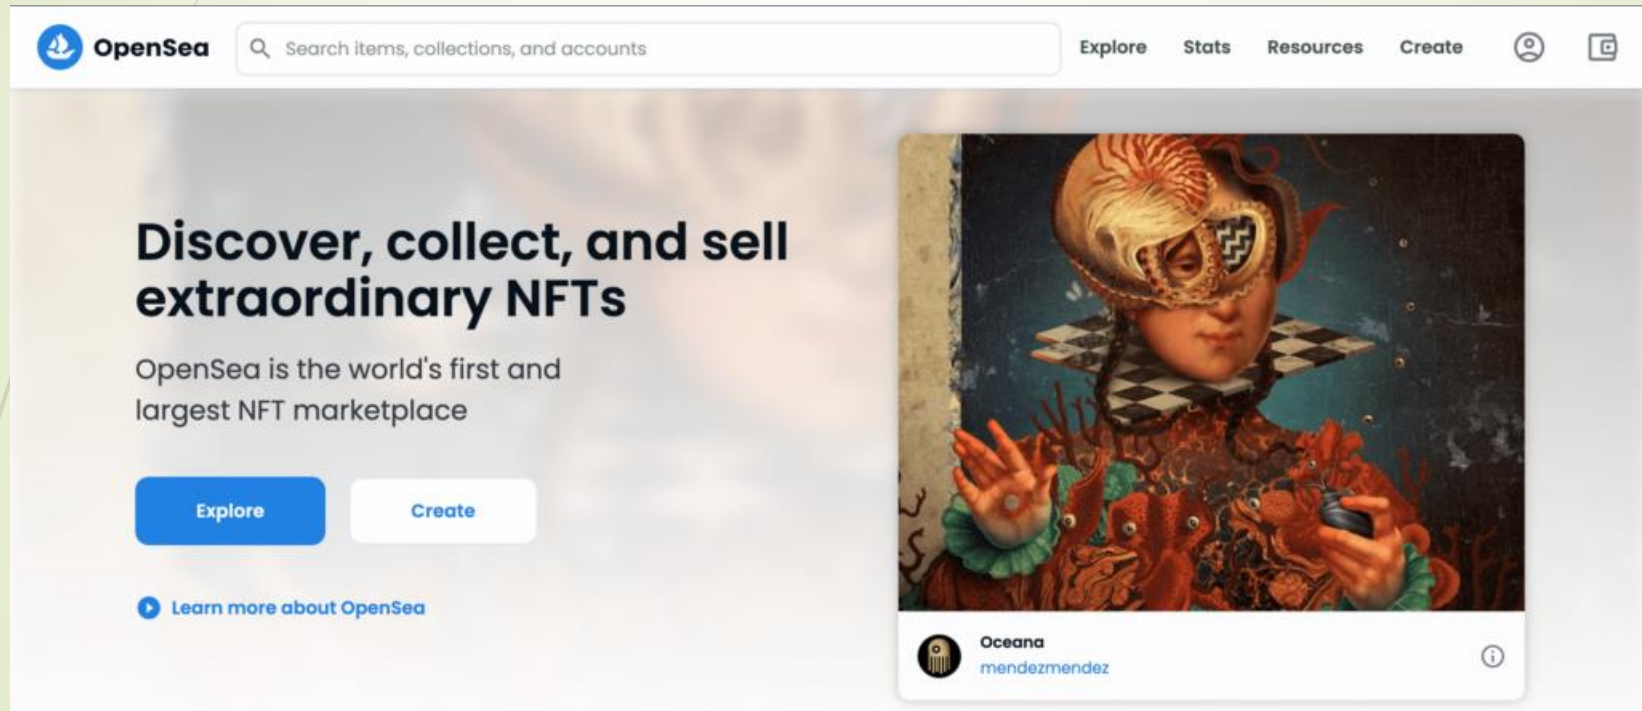 OpenSea
Search items, collections, and accounts
Explore
Stats
Resources
Create
Discover, collect, and sell
extraordinary NFTs
OpenSea is the world's first and
largest NFT marketplace
Explore
Create
Learn more about OpenSea
Oceana
mendezmendez